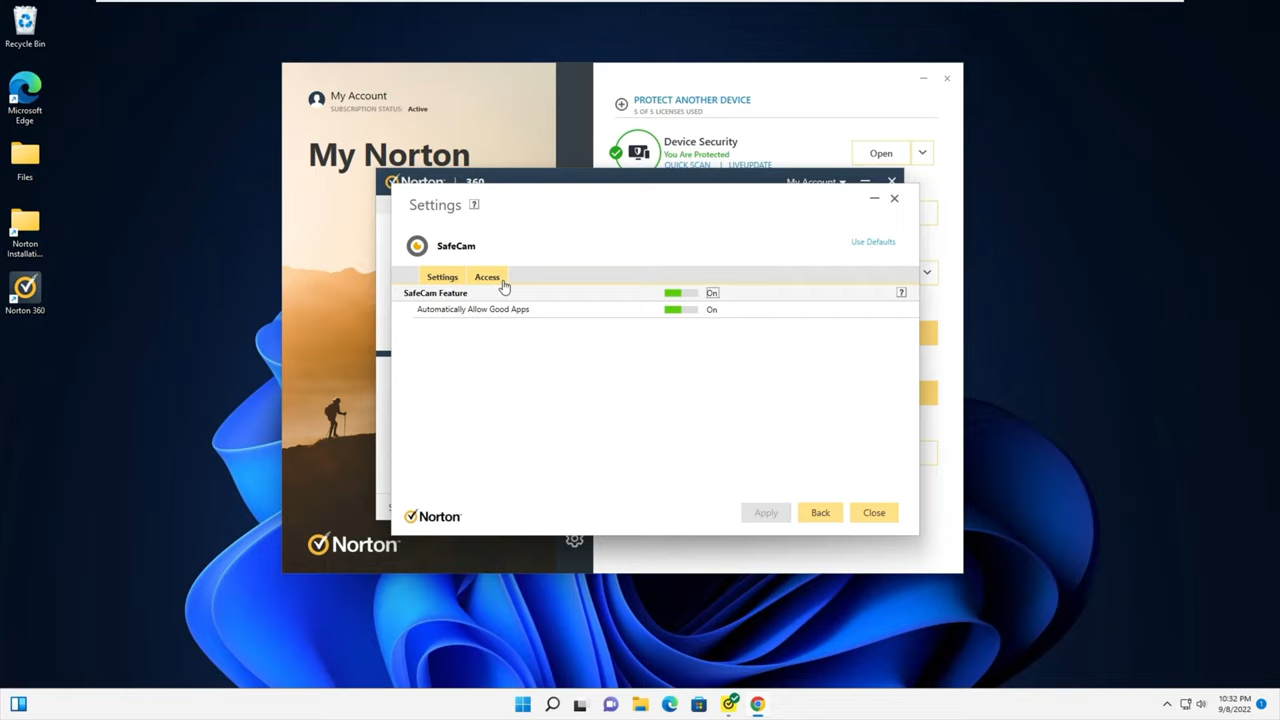 Recycle Bin
Microsoft
Edge
Files
Norton
Installati...
Norton 360
My Account
SUBSCRIPTION STATUS: Active
My Norton
PROTECT ANOTHER DEVICE
5 OF 5 LICENSES USED
Device Security
You Are Protected
QUICK SCAN | LIVEUPDATE
Open
Norton | 360
My Account
Settings ?
SafeCam
Use Defaults
Settings Access
SafeCam Feature On ?
Automatically Allow Good Apps On
Norton
Apply Back Close
Norton
10:32 PM
9/8/2022
1